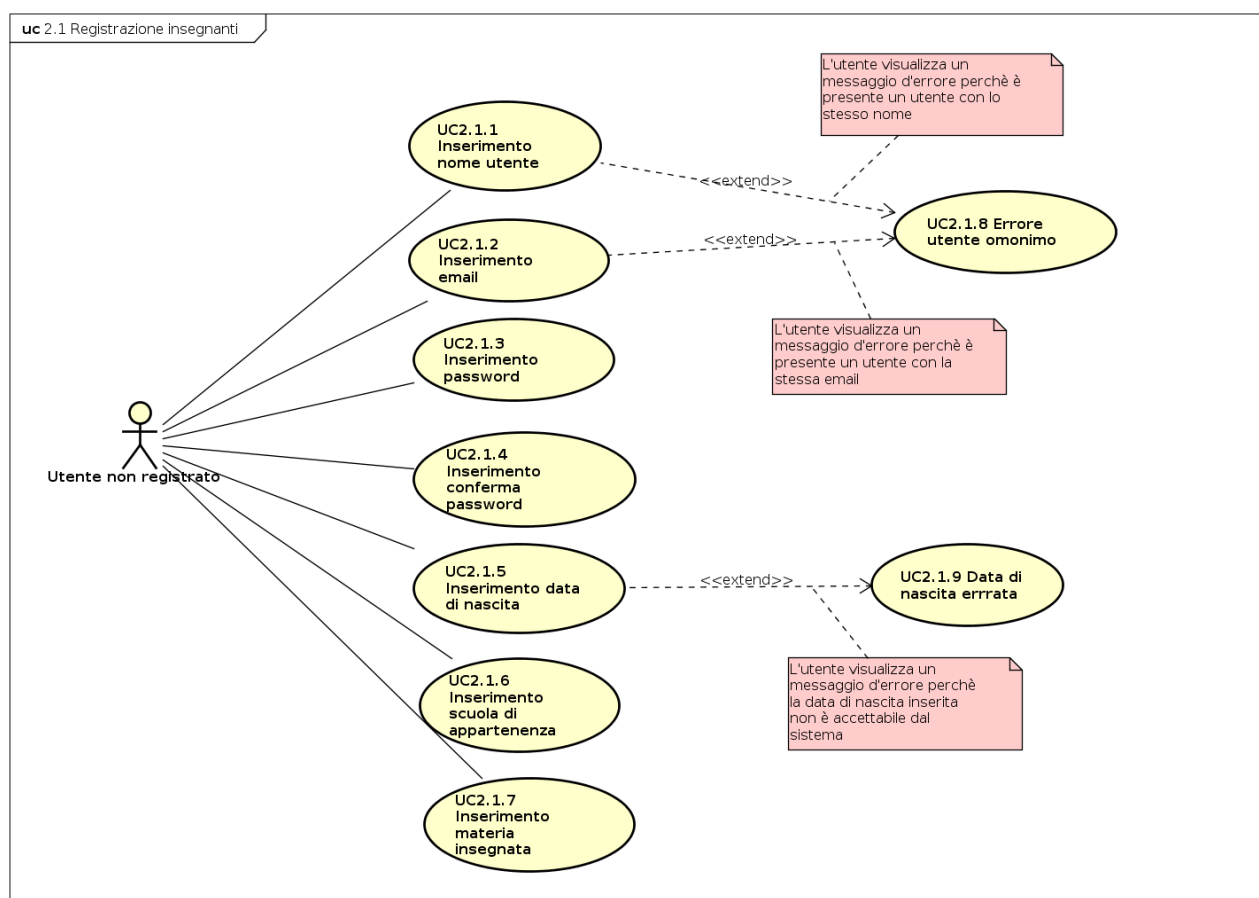 uc 2.1 Registrazione insegnanti
L'utente visualizza un
messaggio d'errore perchè è
presente un utente con lo
stesso nome
UC2.1.1
Inserimento
nome utente
<<extend>>
UC2.1.8 Errore
utente omonimo
UC2.1.2
Inserimento
email
<<extend>>
L'utente visualizza un
messaggio d'errore perchè è
presente un utente con la
stessa email
UC2.1.3
Inserimento
password
Utente non registrato
UC2.1.4
Inserimento
conferma
password
UC2.1.5
Inserimento data
di nascita
<<extend>>
UC2.1.9 Data di
nascita errrata
L'utente visualizza un
messaggio d'errore perchè
la data di nascita inserita
non è accettabile dal
sistema
UC2.1.6
Inserimento
scuola di
appartenenza
UC2.1.7
Inserimento
materia
insegnata